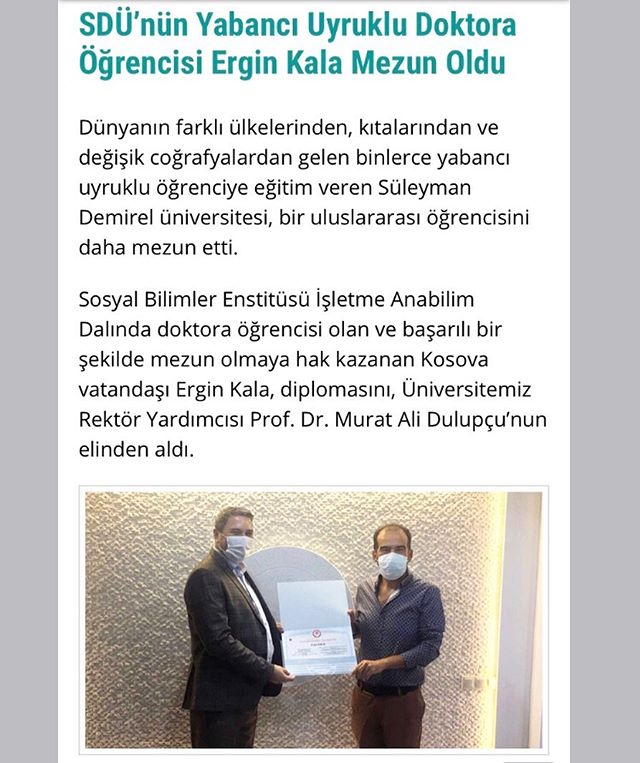 SDÜ’nün Yabancı Uyruklu Doktora
Öğrencisi Ergin Kala Mezun Oldu
Dünyanın farklı ülkelerinden, kıtalarından ve
değişik coğrafyalardan gelen binlerce yabancı
uyruklu öğrenciye eğitim veren Süleyman
Demirel üniversitesi, bir uluslararası öğrencisini
daha mezun etti.
Sosyal Bilimler Enstitüsü İşletme Anabilim
Dalında doktora öğrencisi olan ve başarılı bir
şekilde mezun olmaya hak kazanan Kosova
vatandaşı Ergin Kala, diplomasını, Üniversitemiz
Rektör Yardımcısı Prof. Dr. Murat Ali Dulupçu’nun
elinden aldı.